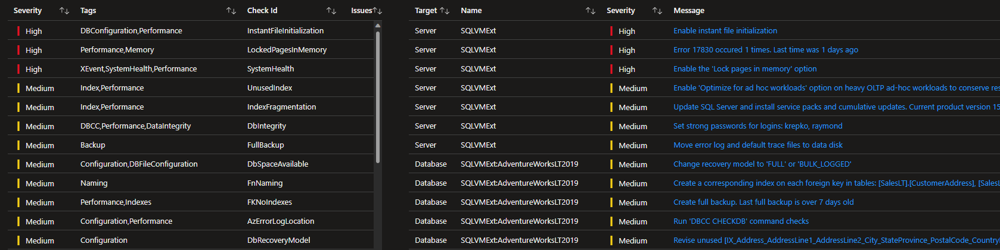 Severity Tags Check Id Issues Target Name Severity Message
High DBConfiguration,Performance InstantFileInitialization Server SQLVMExt High Enable instant file initialization
High Performance,Memory LockedPagesInMemory Server SQLVMExt High Error 17830 occured 1 times. Last time was 1 days ago
High XEvent,SystemHealth,Performance SystemHealth Server SQLVMExt High Enable the 'Lock pages in memory' option
Medium Index,Performance UnusedIndex Server SQLVMExt Medium Enable 'Optimize for ad hoc workloads' option on heavy OLTP ad-hoc workloads to conserve res
Medium Index,Performance IndexFragmentation Server SQLVMExt Medium Update SQL Server and install service packs and cumulative updates. Current product version 15
Medium DBCC,Performance,DataIntegrity DbIntegrity Server SQLVMExt Medium Set strong passwords for logins: krepko, raymond
Medium Backup FullBackup Server SQLVMExt Medium Move error log and default trace files to data disk
Medium Configuration,DBFileConfiguration DbSpaceAvailable Database SQLVMExt:AdventureWorksLT2019 Medium Change recovery model to 'FULL' or 'BULK_LOGGED'
Medium Naming FnNaming Database SQLVMExt:AdventureWorksLT2019 Medium Create a corresponding index on each foreign key in tables: [SalesLT].[CustomerAddress], [SalesL
Medium Performance,Indexes FKNoIndexes Database SQLVMExt:AdventureWorksLT2019 Medium Create full backup. Last full backup is over 7 days old
Medium Configuration,Performance AzErrorLogLocation Database SQLVMExt:AdventureWorksLT2019 Medium Run 'DBCC CHECKDB' command checks
Medium Configuration DbRecoveryModel Database SQLVMExt:AdventureWorksLT2019 Medium Revise unused [IX_Address_AddressLine1_AddressLine2_City_StateProvince_PostalCode_Country